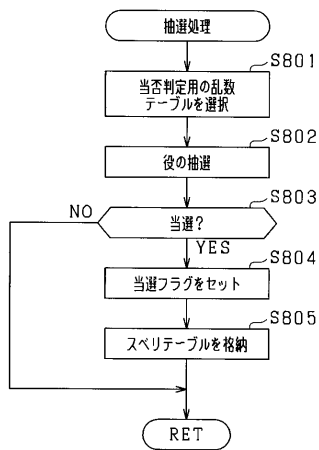 抽選処理
S801
当否判定用の乱数
テーブルを選択
S802
役の抽選
S803
当選?
NO
YES
S804
当選フラグをセット
S805
スベリテーブルを格納
RET